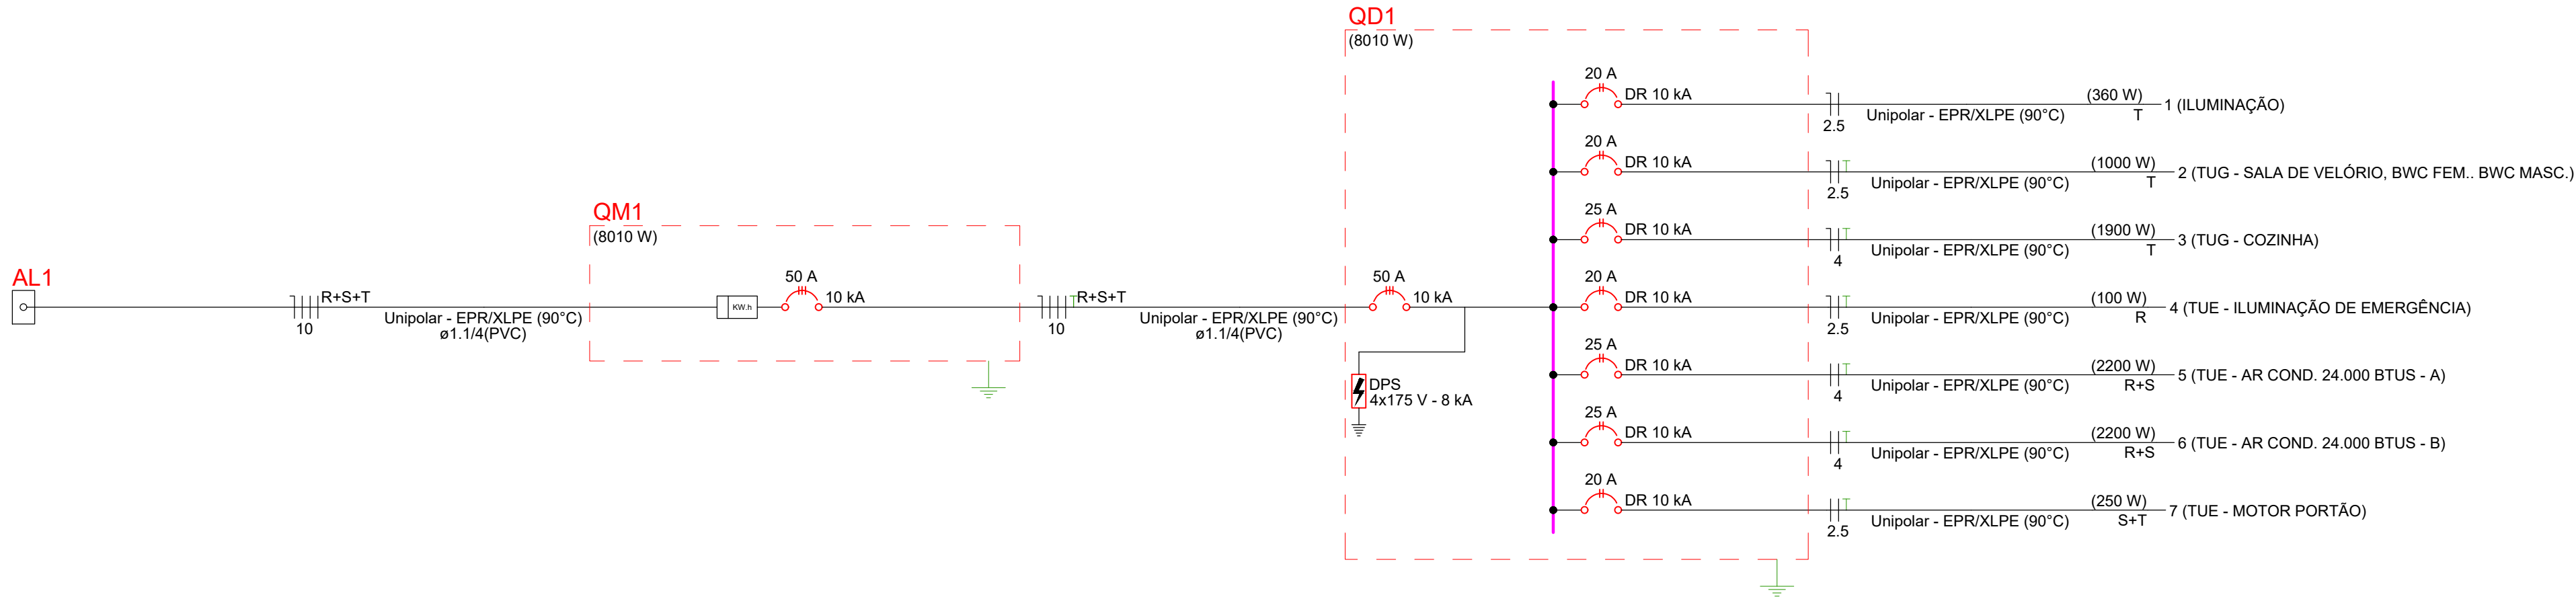 AL1
R+S+T
10
Unipolar - EPR/XLPE (90°C)
ø1.1/4(PVC)
QM1
(8010 W)
KW.h
50 A
10 kA
R+S+T
10
Unipolar - EPR/XLPE (90°C)
ø1.1/4(PVC)
QD1
(8010 W)
50 A
10 kA
DPS
4x175 V - 8 kA
20 A
DR 10 kA
2.5
Unipolar - EPR/XLPE (90°C)
(360 W)
T
1 (ILUMINAÇÃO)
20 A
DR 10 kA
T
2.5
Unipolar - EPR/XLPE (90°C)
(1000 W)
T
2 (TUG - SALA DE VELÓRIO, BWC FEM.. BWC MASC.)
25 A
DR 10 kA
4
Unipolar - EPR/XLPE (90°C)
(1900 W)
T
3 (TUG - COZINHA)
20 A
DR 10 kA
2.5
Unipolar - EPR/XLPE (90°C)
(100 W)
R
4 (TUE - ILUMINAÇÃO DE EMERGÊNCIA)
25 A
DR 10 kA
4
Unipolar - EPR/XLPE (90°C)
(2200 W)
R+S
5 (TUE - AR COND. 24.000 BTUS - A)
25 A
DR 10 kA
4
Unipolar - EPR/XLPE (90°C)
(2200 W)
R+S
6 (TUE - AR COND. 24.000 BTUS - B)
20 A
DR 10 kA
2.5
Unipolar - EPR/XLPE (90°C)
(250 W)
S+T
7 (TUE - MOTOR PORTÃO)